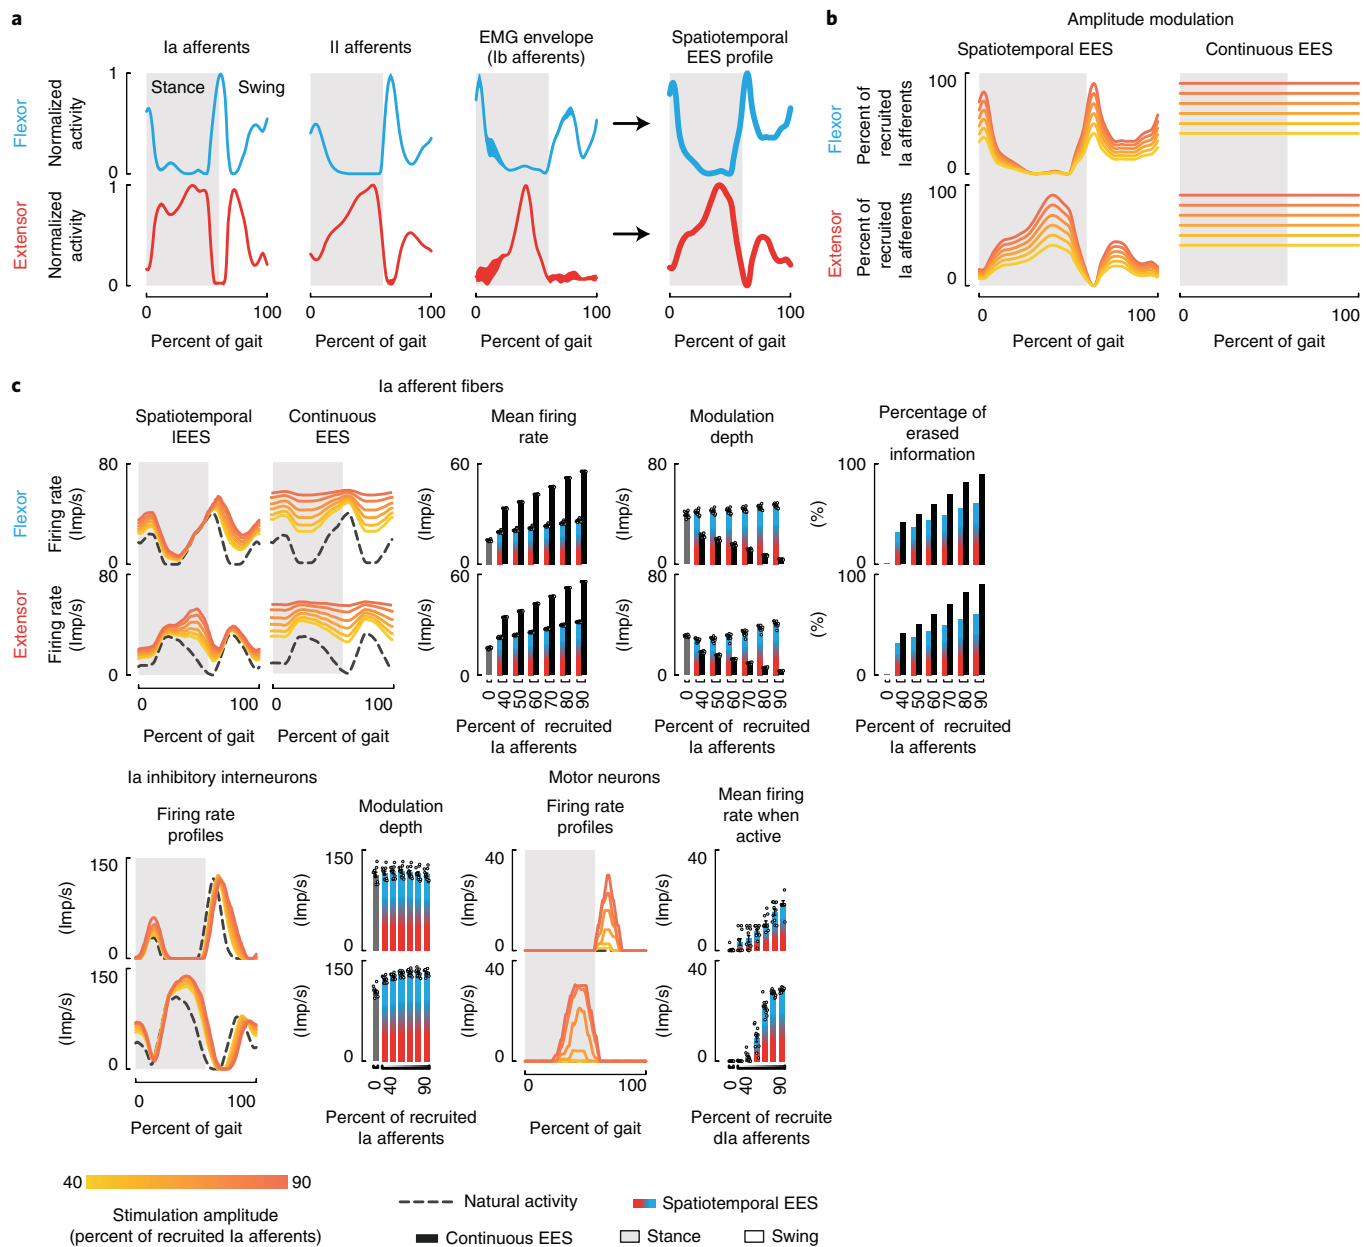 a
Ia afferents
II afferents
EMG envelope
(Ib afferents)
Spatiotemporal
EES profile
Flexor
Normalized
activity
1
0
Stance
Swing
Extensor
Normalized
activity
1
0
0
100
0
100
0
100
0
100
Percent of gait
Percent of gait
Percent of gait
Percent of gait
b
Amplitude modulation
Spatiotemporal EES
Continuous EES
Flexor
Percent of
recruited
Ia afferents
100
0
Extensor
Percent of
recruited
Ia afferents
100
0
0
100
0
100
Percent of gait
Percent of gait
c
Ia afferent fibers
Spatiotemporal
IEES
Continuous
EES
Mean firing
rate
Modulation
depth
Percentage of
erased
information
Flexor
Firing rate
(Imp/s)
80
0
(Imp/s)
60
0
(Imp/s)
80
0
(%)
100
0
Extensor
Firing rate
(Imp/s)
80
0
(Imp/s)
60
0
(Imp/s)
80
0
(%)
100
0
0
100
0
100
0
40
50
60
70
80
90
0
40
50
60
70
80
90
0
40
50
60
70
80
90
Percent of gait
Percent of gait
Percent of recruited
Ia afferents
Percent of recruited
Ia afferents
Percent of recruited
Ia afferents
Ia inhibitory interneurons
Motor neurons
Firing rate
profiles
Modulation
depth
Firing rate
profiles
Mean firing
rate when
active
(Imp/s)
150
0
(Imp/s)
150
0
(Imp/s)
40
0
(Imp/s)
40
0
(Imp/s)
150
0
(Imp/s)
150
0
(Imp/s)
40
0
(Imp/s)
40
0
0
100
0
40
90
0
100
0
40
90
Percent of gait
Percent of recruited
Ia afferents
Percent of gait
Percent of recruite
dIa afferents
40
90
Stimulation amplitude
(percent of recruited Ia afferents)
Natural activity
Spatiotemporal EES
Continuous EES
Stance
Swing